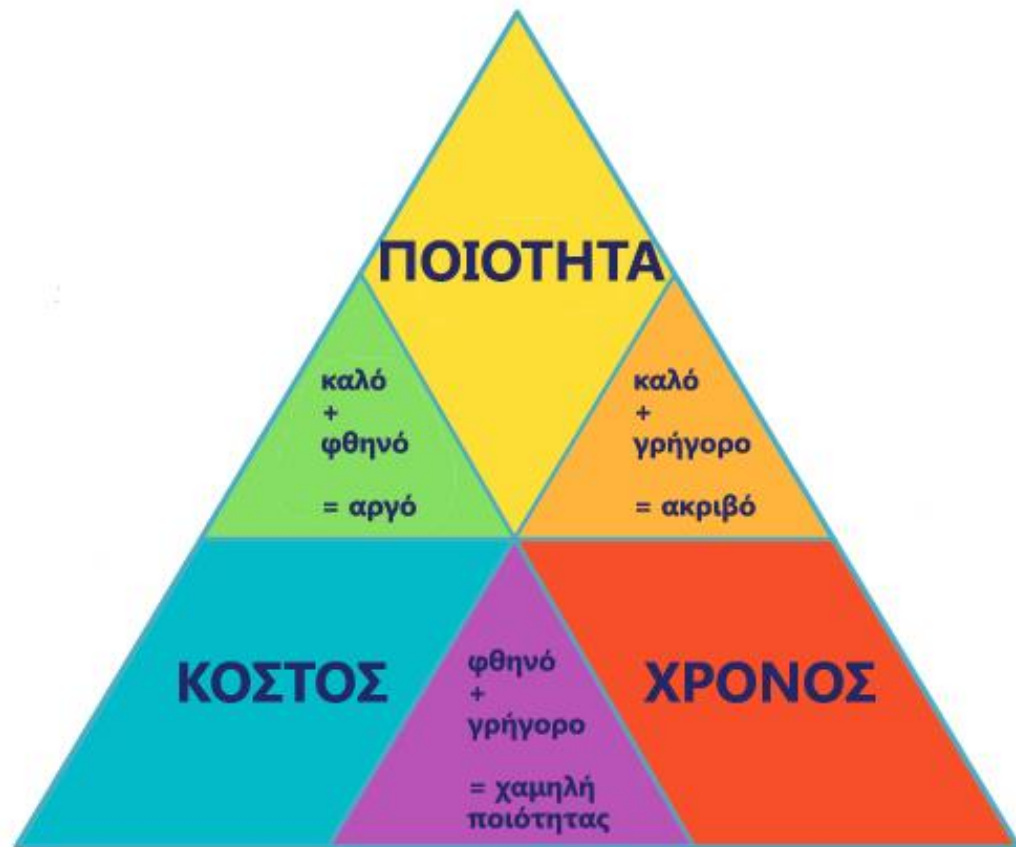 ΠΟΙΟΤΗΤΑ
καλό
+
φθηνό
= αργό
καλό
+
γρήγορο
= ακριβό
ΚΟΣΤΟΣ
φθηνό
+
γρήγορο
= χαμηλή
ποιότητας
ΧΡΟΝΟΣ